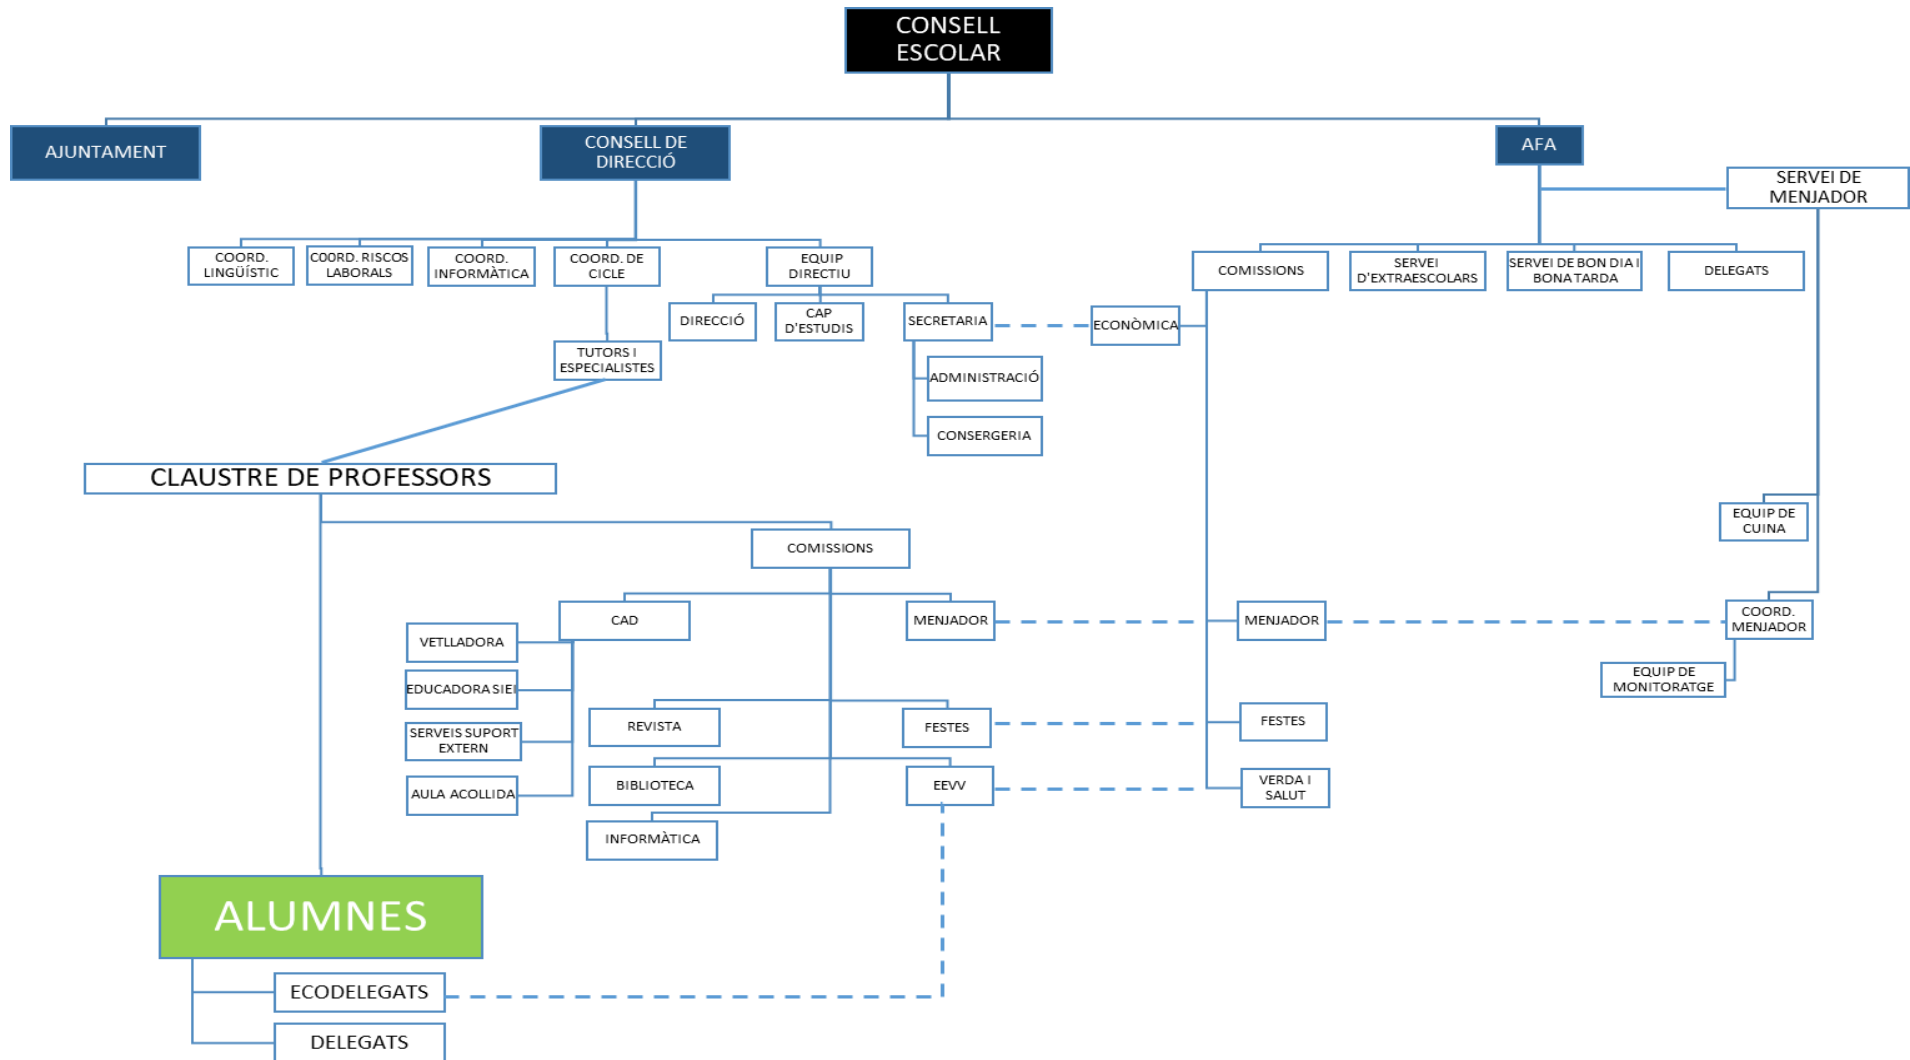 CONSELL
ESCOLAR
AJUNTAMENT
CONSELL DE
DIRECCIÓ
AFA
SERVEI DE
MENJADOR
COORD.
LINGÜÍSTIC
COORD. RISCOS
LABORALS
COORD.
INFORMÀTICA
COORD. DE
CICLE
EQUIP
DIRECTIU
COMISSIONS
SERVEI
D'EXTRAESCOLARS
SERVEI DE BON DIA I
BONA TARDA
DELEGATS
DIRECCIÓ
CAP
D'ESTUDIS
SECRETARIA
ECONÒMICA
TUTORS I
ESPECIALISTES
ADMINISTRACIÓ
CONSERGERIA
CLAUSTRE DE PROFESSORS
EQUIP DE
CUINA
COMISSIONS
CAD
MENJADOR
MENJADOR
COORD.
MENJADOR
VETLLADORA
EDUCADORA SIEI
EQUIP DE
MONITORATGE
SERVEIS SUPORT
EXTERN
REVISTA
FESTES
FESTES
AULA ACOLLIDA
BIBLIOTECA
EEVV
VERDA I
SALUT
INFORMÀTICA
ALUMNES
ECODELEGATS
DELEGATS